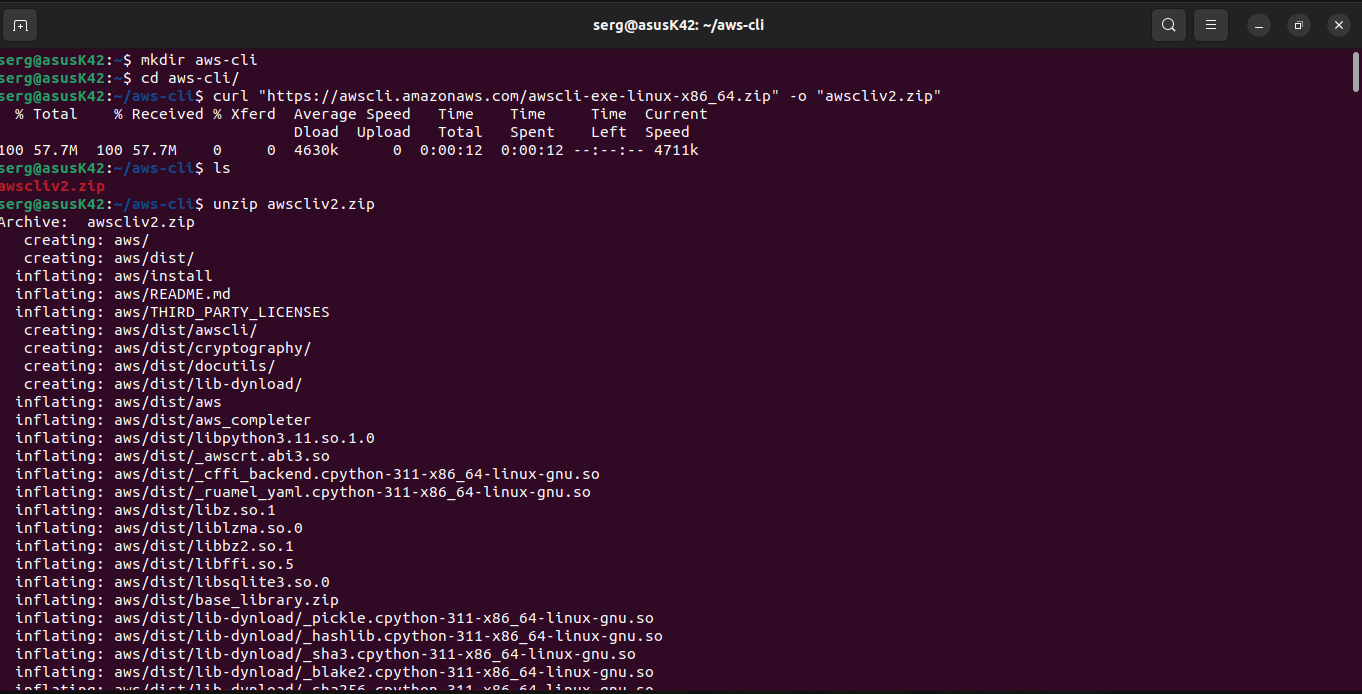 serg@asusK42: ~/aws-cli
serg@asusK42:~$ mkdir aws-cli
serg@asusK42:~$ cd aws-cli/
serg@asusK42:~/aws-cli$ curl "https://awscli.amazonaws.com/awscli-exe-linux-x86_64.zip" -o "awscliv2.zip"
  % Total    % Received % Xferd  Average Speed   Time    Time     Time  Current
                                 Dload  Upload   Total   Spent    Left  Speed
100 57.7M  100 57.7M    0     0  4630k      0  0:00:12  0:00:12 --:--:-- 4711k
serg@asusK42:~/aws-cli$ ls
awscliv2.zip
serg@asusK42:~/aws-cli$ unzip awscliv2.zip
Archive:  awscliv2.zip
   creating: aws/
   creating: aws/dist/
  inflating: aws/install
  inflating: aws/README.md
  inflating: aws/THIRD_PARTY_LICENSES
   creating: aws/dist/awscli/
   creating: aws/dist/cryptography/
   creating: aws/dist/docutils/
   creating: aws/dist/lib-dynload/
  inflating: aws/dist/aws
  inflating: aws/dist/aws_completer
  inflating: aws/dist/libpython3.11.so.1.0
  inflating: aws/dist/_awscrt.abi3.so
  inflating: aws/dist/_cffi_backend.cpython-311-x86_64-linux-gnu.so
  inflating: aws/dist/_ruamel_yaml.cpython-311-x86_64-linux-gnu.so
  inflating: aws/dist/libz.so.1
  inflating: aws/dist/liblzma.so.0
  inflating: aws/dist/libbz2.so.1
  inflating: aws/dist/libffi.so.5
  inflating: aws/dist/libsqlite3.so.0
  inflating: aws/dist/base_library.zip
  inflating: aws/dist/lib-dynload/_pickle.cpython-311-x86_64-linux-gnu.so
  inflating: aws/dist/lib-dynload/_hashlib.cpython-311-x86_64-linux-gnu.so
  inflating: aws/dist/lib-dynload/_sha3.cpython-311-x86_64-linux-gnu.so
  inflating: aws/dist/lib-dynload/_blake2.cpython-311-x86_64-linux-gnu.so
  inflating: aws/dist/lib-dynload/_sha256.cpython-311-x86_64-linux-gnu.so